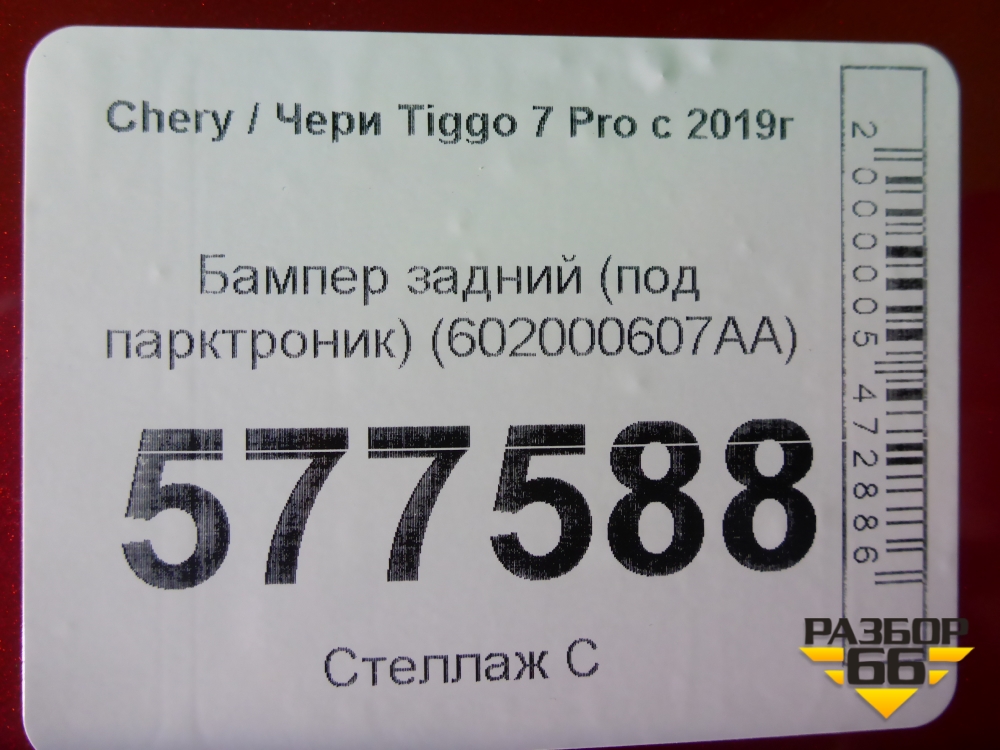 Chery / Чери Tiggo 7 Pro с 2019г
Бампер задний (под
парктроник) (602000607AA)
577588
Стеллаж С
2000005472886
РАЗБОР
66